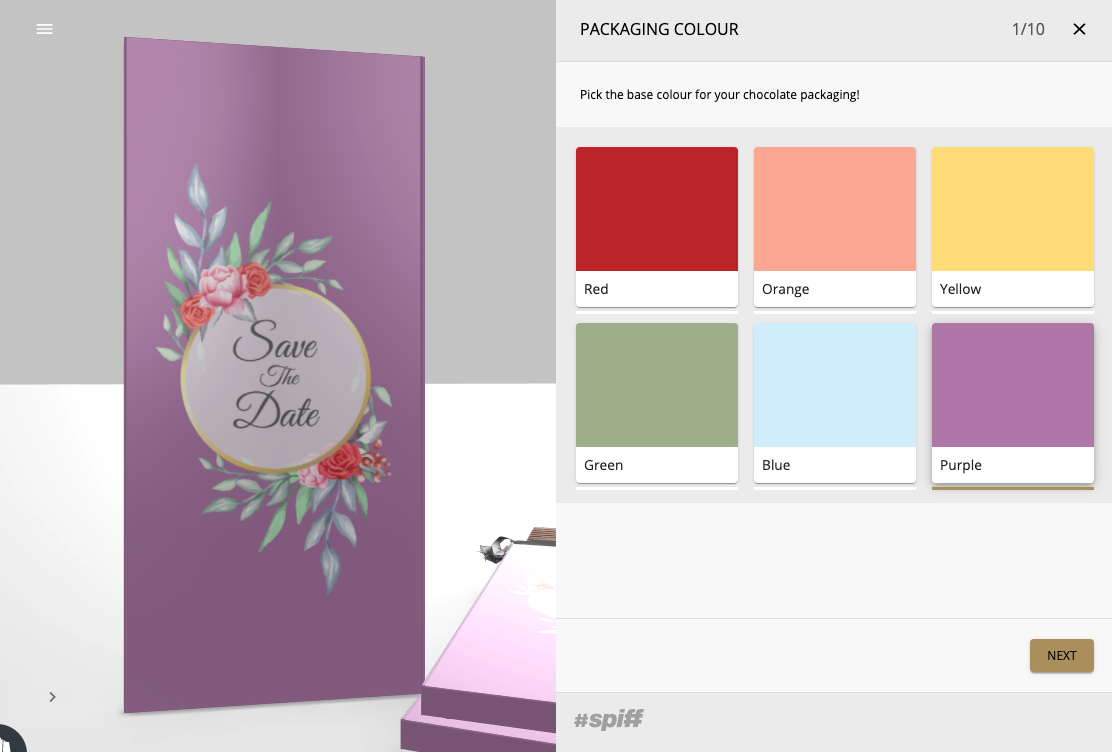 PACKAGING COLOUR
1/10
Pick the base colour for your chocolate packaging!
Red
Orange
Yellow
Green
Blue
Purple
Save
The
Date
NEXT
#spiff